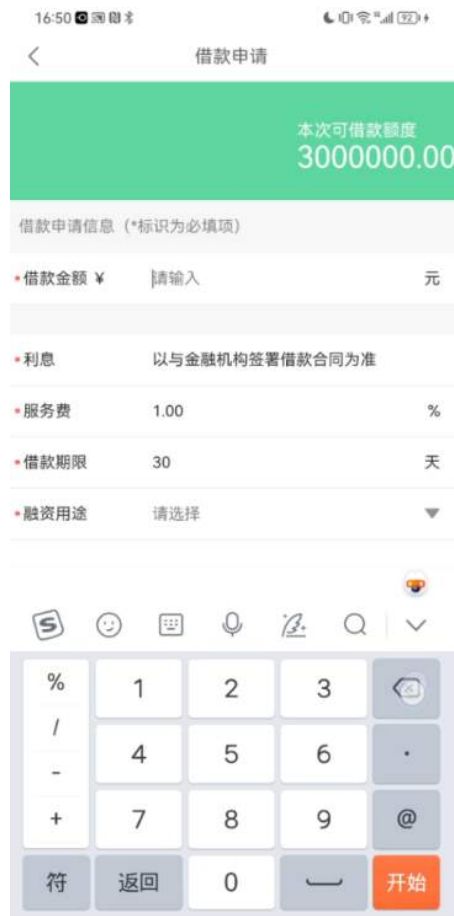 16:50
92
借款申请
本次可借款额度
3000000.00
借款申请信息（*标识为必填项）
*借款金额 ¥ 请输入 元
*利息 以与金融机构签署借款合同为准
*服务费 1.00 %
*借款期限 30 天
*融资用途 请选择
S
% 1 2 3
/
4 5 6 .
-
+ 7 8 9 @
符 返回 0 开始